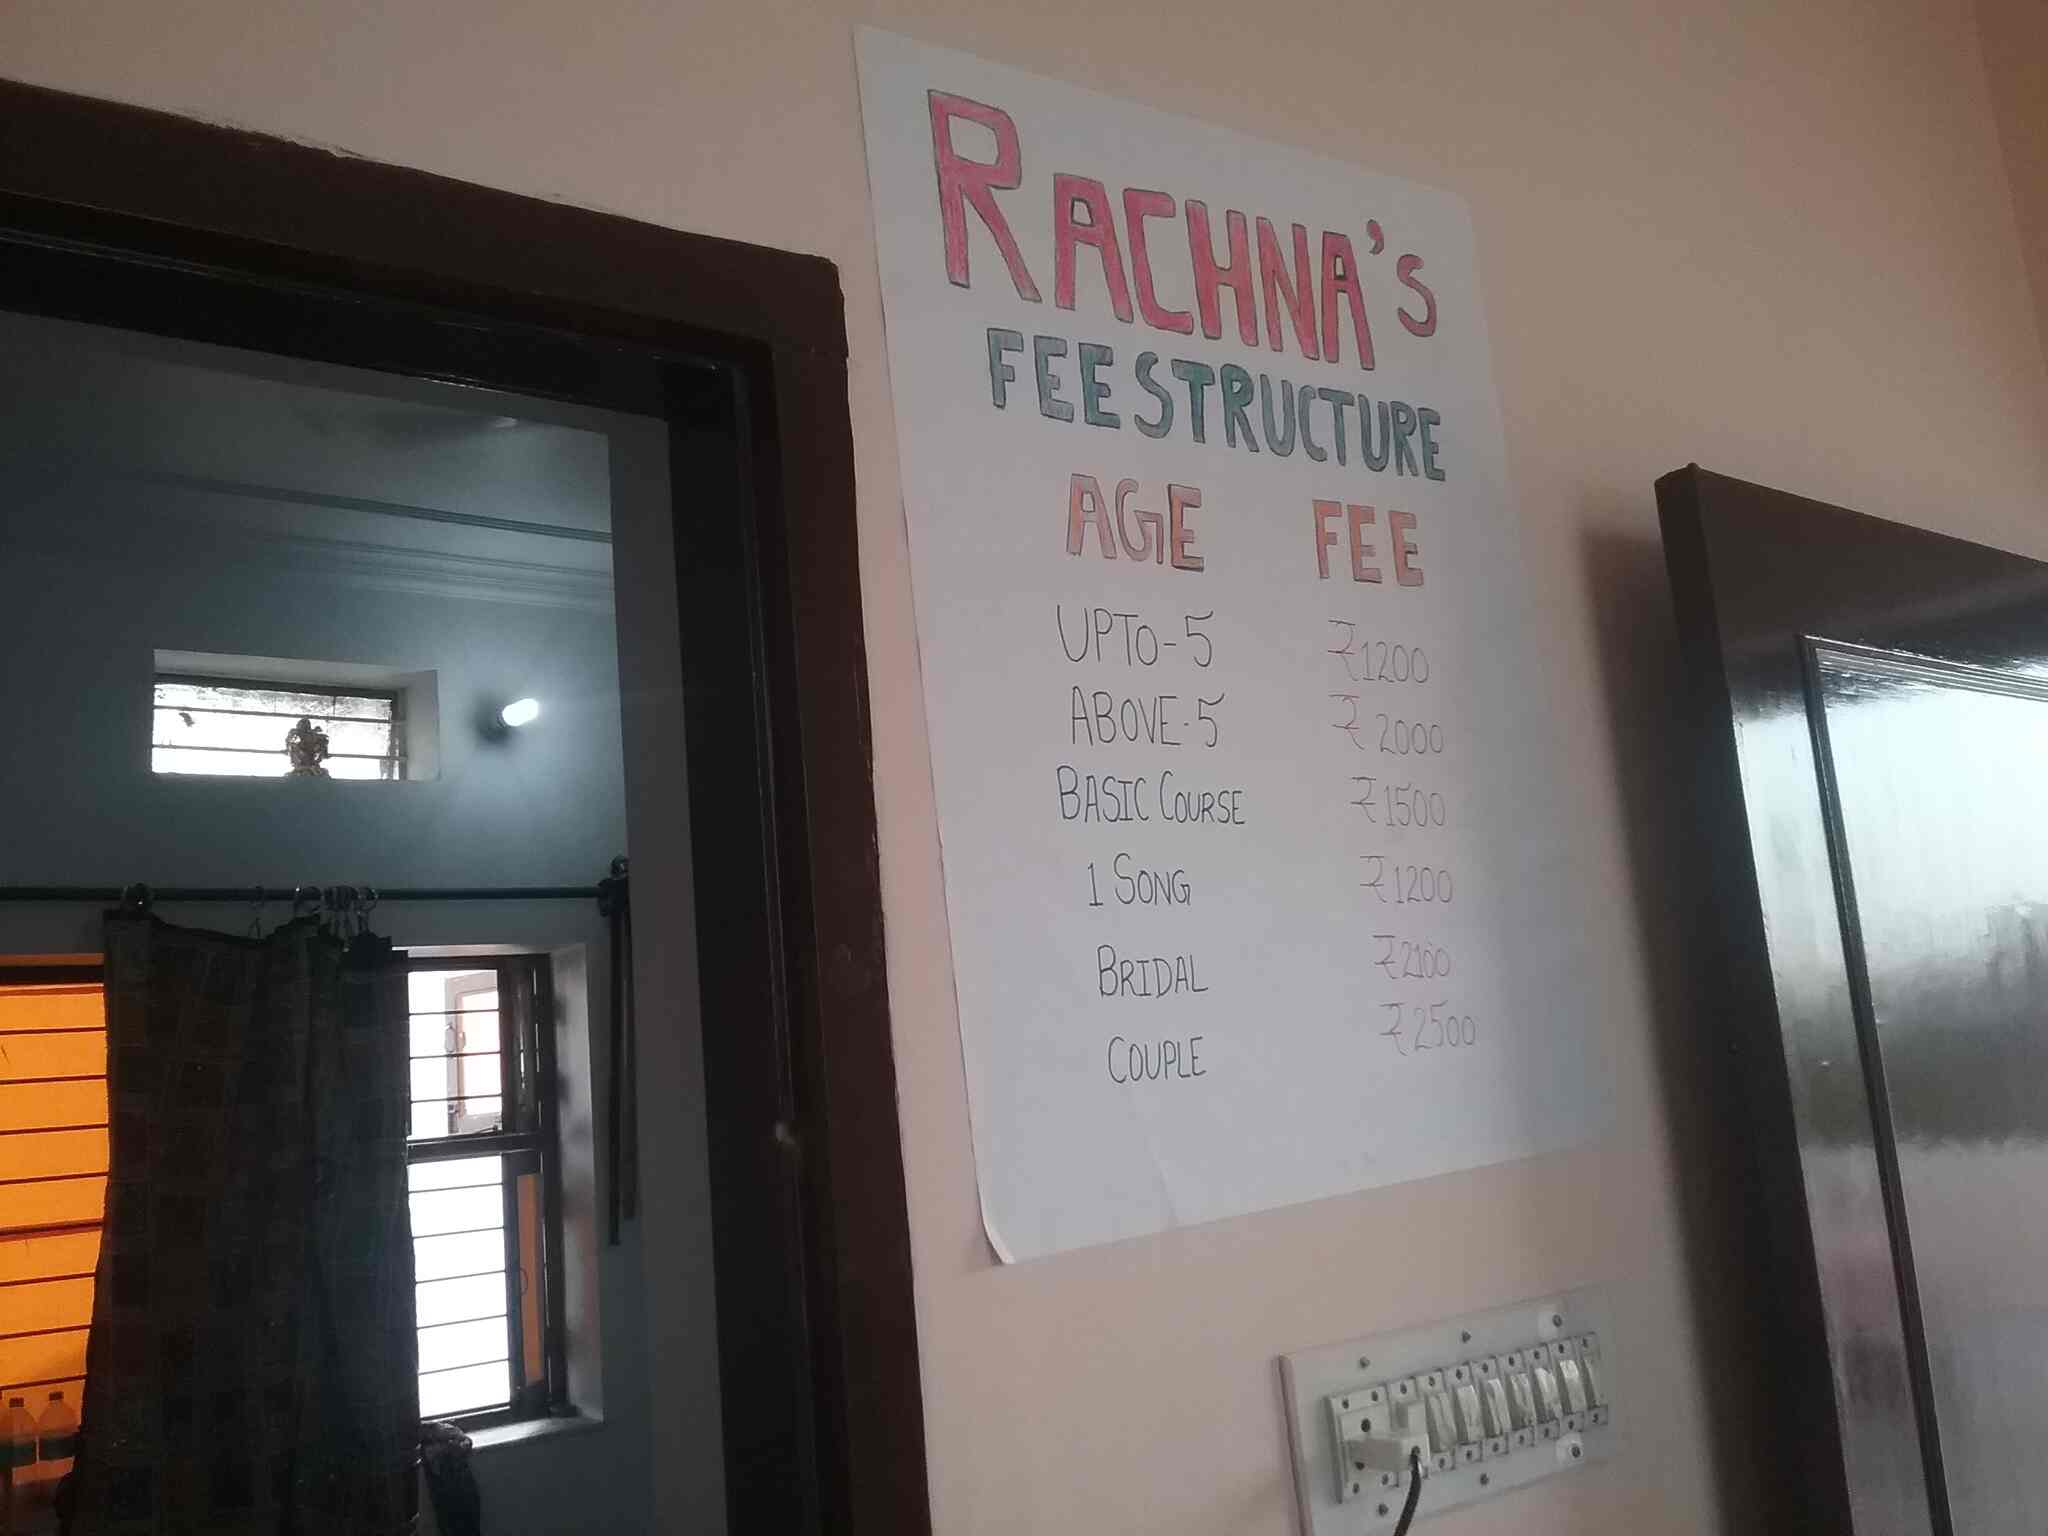 RACHNA'S
FEE STRUCTURE
AGE FEE
UPTO-5 ₹1200
ABOVE-5 ₹2000
BASIC COURSE ₹1500
1 SONG ₹1200
BRIDAL ₹2100
COUPLE ₹2500